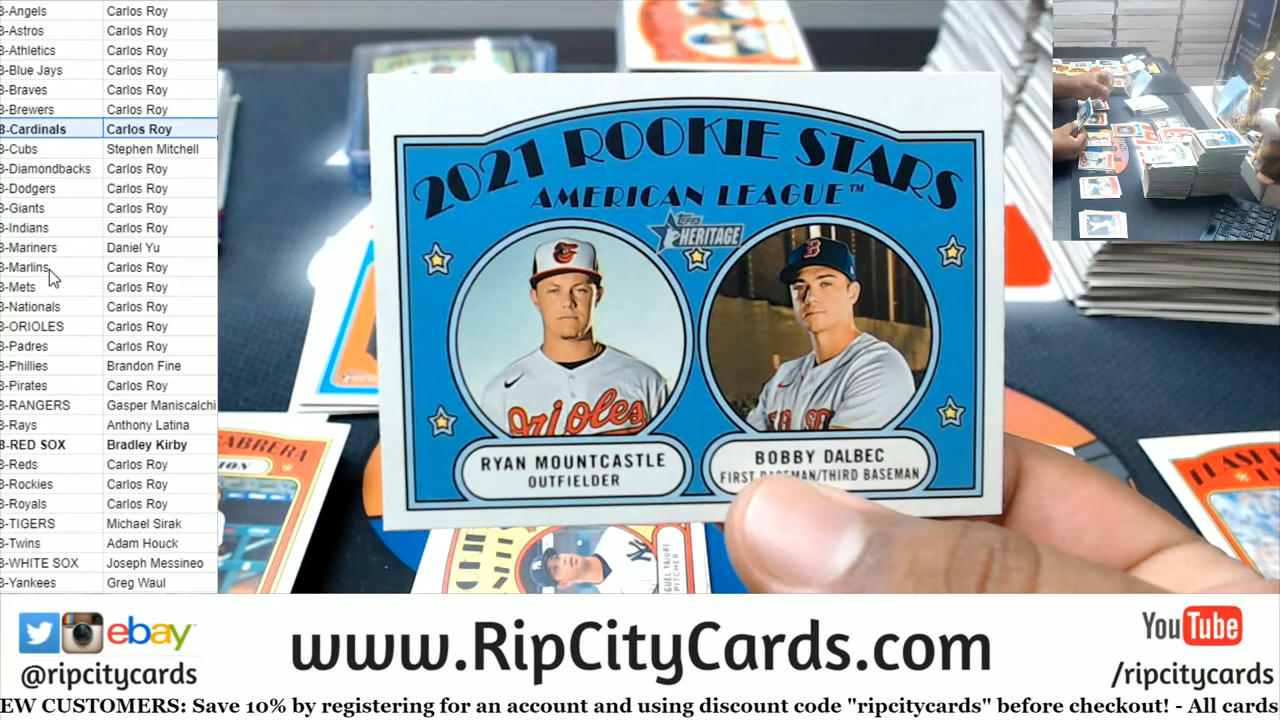 B-Angels Carlos Roy
B-Astros Carlos Roy
B-Athletics Carlos Roy
B-Blue Jays Carlos Roy
B-Braves Carlos Roy
B-Brewers Carlos Roy
B-Cardinals Carlos Roy
B-Cubs Stephen Mitchell
B-Diamondbacks Carlos Roy
B-Dodgers Carlos Roy
B-Giants Carlos Roy
B-Indians Carlos Roy
B-Mariners Daniel Yu
B-Marlins Carlos Roy
B-Mets Carlos Roy
B-Nationals Carlos Roy
B-ORIOLES Carlos Roy
B-Padres Carlos Roy
B-Phillies Brandon Fine
B-Pirates Carlos Roy
B-RANGERS Gasper Maniscalchi
B-Rays Anthony Latina
B-RED SOX Bradley Kirby
B-Reds Carlos Roy
B-Rockies Carlos Roy
B-Royals Carlos Roy
B-TIGERS Michael Sirak
B-Twins Adam Houck
B-WHITE SOX Joseph Messineo
B-Yankees Greg Waul
2021 ROOKIE STARS
AMERICAN LEAGUE™
Topps
HERITAGE
B
Orioles
RYAN MOUNTCASTLE
OUTFIELDER
BOBBY DALBEC
FIRST BASEMAN/THIRD BASEMAN
CABRERA
PITCHER
ebay
@ripcitycards
www.RipCityCards.com
YouTube
/ripcitycards
EW CUSTOMERS: Save 10% by registering for an account and using discount code "ripcitycards" before checkout! - All cards